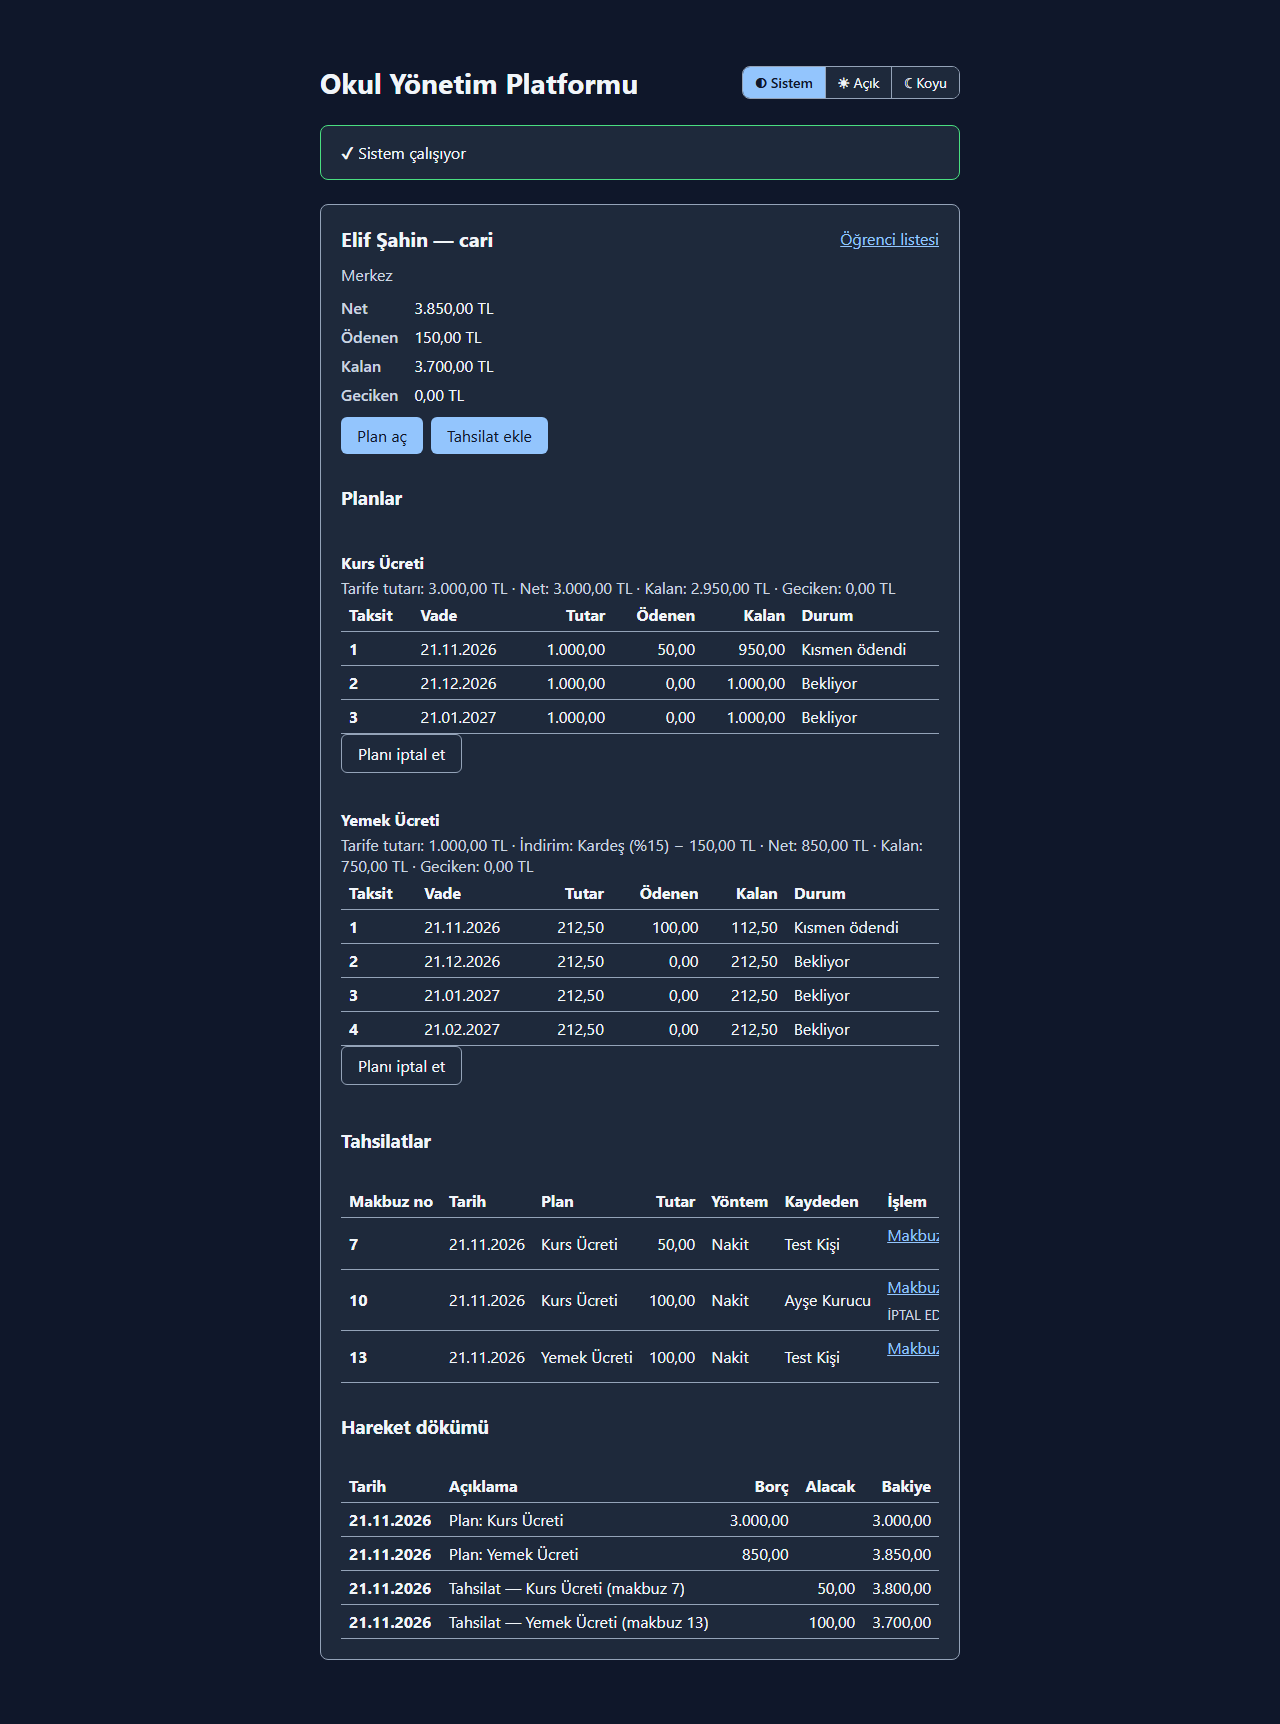 Okul Yönetim Platformu
◐ Sistem ☀ Açık ☾ Koyu
✓ Sistem çalışıyor
Elif Şahin — cari Öğrenci listesi
Merkez
Net 3.850,00 TL
Ödenen 150,00 TL
Kalan 3.700,00 TL
Geciken 0,00 TL
Plan aç Tahsilat ekle
Planlar
Kurs Ücreti
Tarife tutarı: 3.000,00 TL · Net: 3.000,00 TL · Kalan: 2.950,00 TL · Geciken: 0,00 TL
Taksit Vade Tutar Ödenen Kalan Durum
1 21.11.2026 1.000,00 50,00 950,00 Kısmen ödendi
2 21.12.2026 1.000,00 0,00 1.000,00 Bekliyor
3 21.01.2027 1.000,00 0,00 1.000,00 Bekliyor
Planı iptal et
Yemek Ücreti
Tarife tutarı: 1.000,00 TL · İndirim: Kardeş (%15) − 150,00 TL · Net: 850,00 TL · Kalan:
750,00 TL · Geciken: 0,00 TL
Taksit Vade Tutar Ödenen Kalan Durum
1 21.11.2026 212,50 100,00 112,50 Kısmen ödendi
2 21.12.2026 212,50 0,00 212,50 Bekliyor
3 21.01.2027 212,50 0,00 212,50 Bekliyor
4 21.02.2027 212,50 0,00 212,50 Bekliyor
Planı iptal et
Tahsilatlar
Makbuz no Tarih Plan Tutar Yöntem Kaydeden İşlem
7 21.11.2026 Kurs Ücreti 50,00 Nakit Test Kişi Makbuz
10 21.11.2026 Kurs Ücreti 100,00 Nakit Ayşe Kurucu Makbuz
İPTAL ED
13 21.11.2026 Yemek Ücreti 100,00 Nakit Test Kişi Makbuz
Hareket dökümü
Tarih Açıklama Borç Alacak Bakiye
21.11.2026 Plan: Kurs Ücreti 3.000,00 3.000,00
21.11.2026 Plan: Yemek Ücreti 850,00 3.850,00
21.11.2026 Tahsilat — Kurs Ücreti (makbuz 7) 50,00 3.800,00
21.11.2026 Tahsilat — Yemek Ücreti (makbuz 13) 100,00 3.700,00